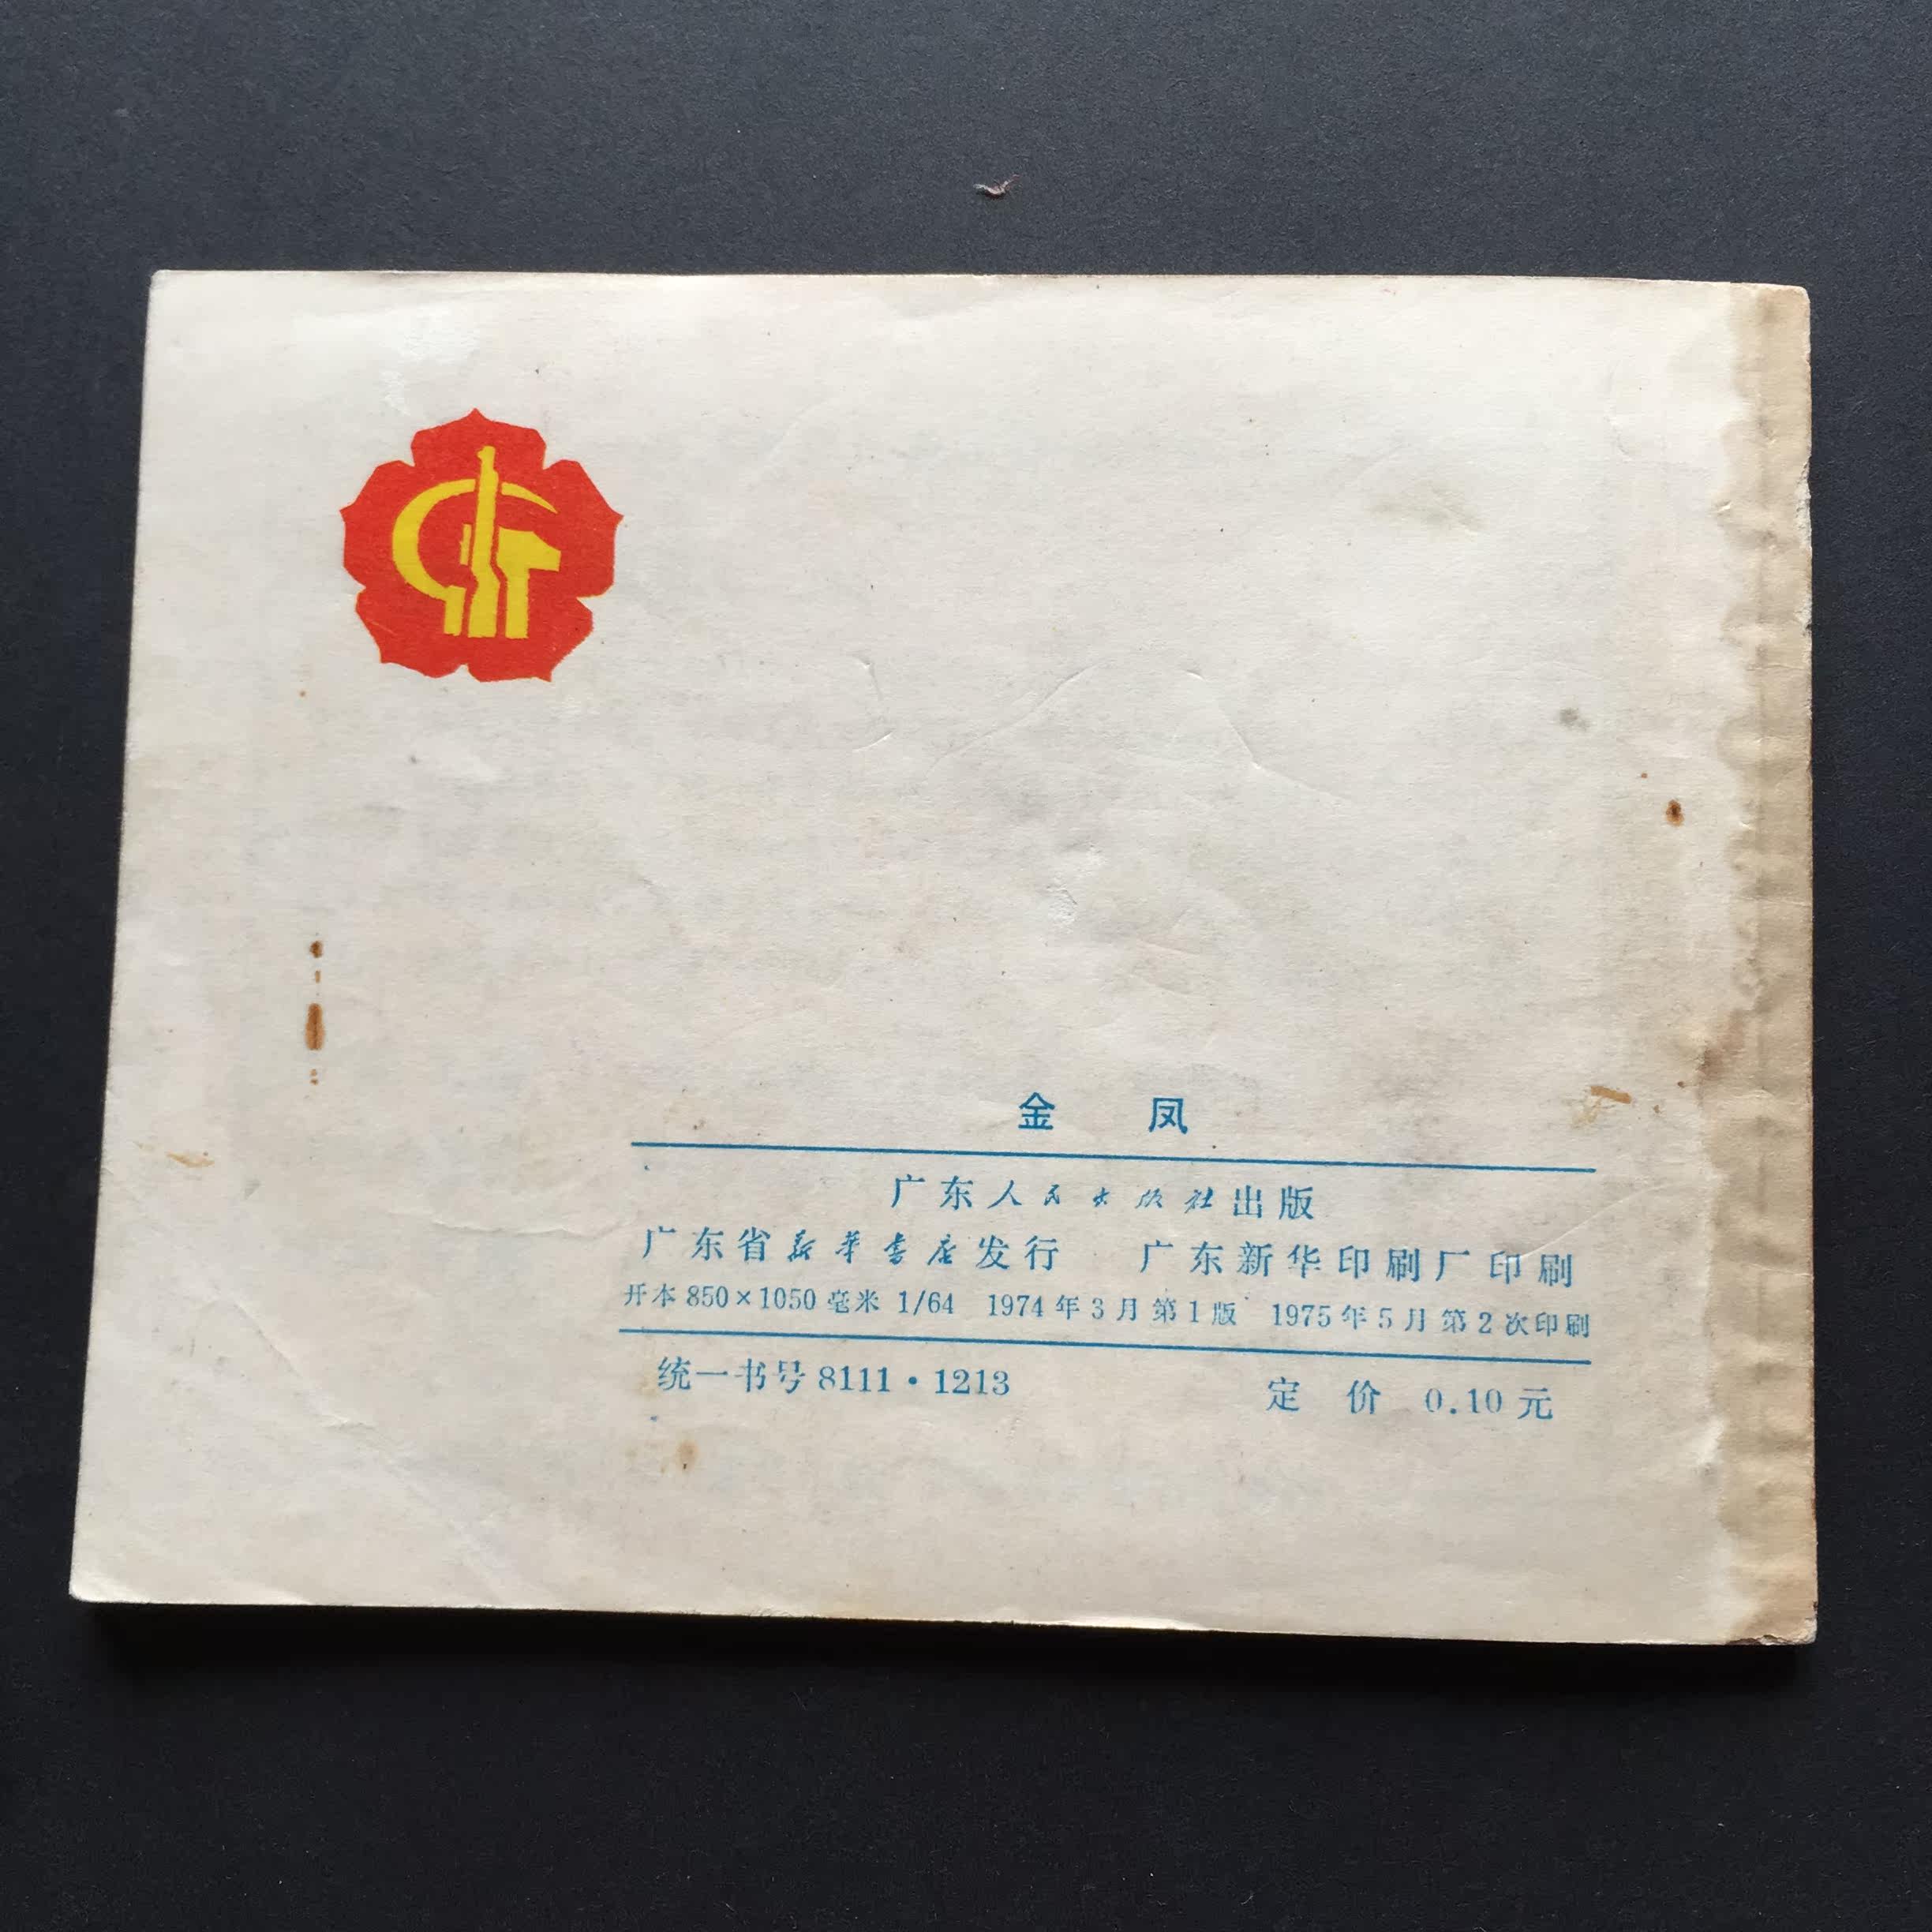 金 凤
广东人民出版社出版
广东省新华书店发行 广东新华印刷厂印刷
开本 850×1050 毫米 1/64 1974 年 3 月第 1 版 1975 年 5 月第 2 次印刷
统一书号 8111·1213 定 价 0.10 元